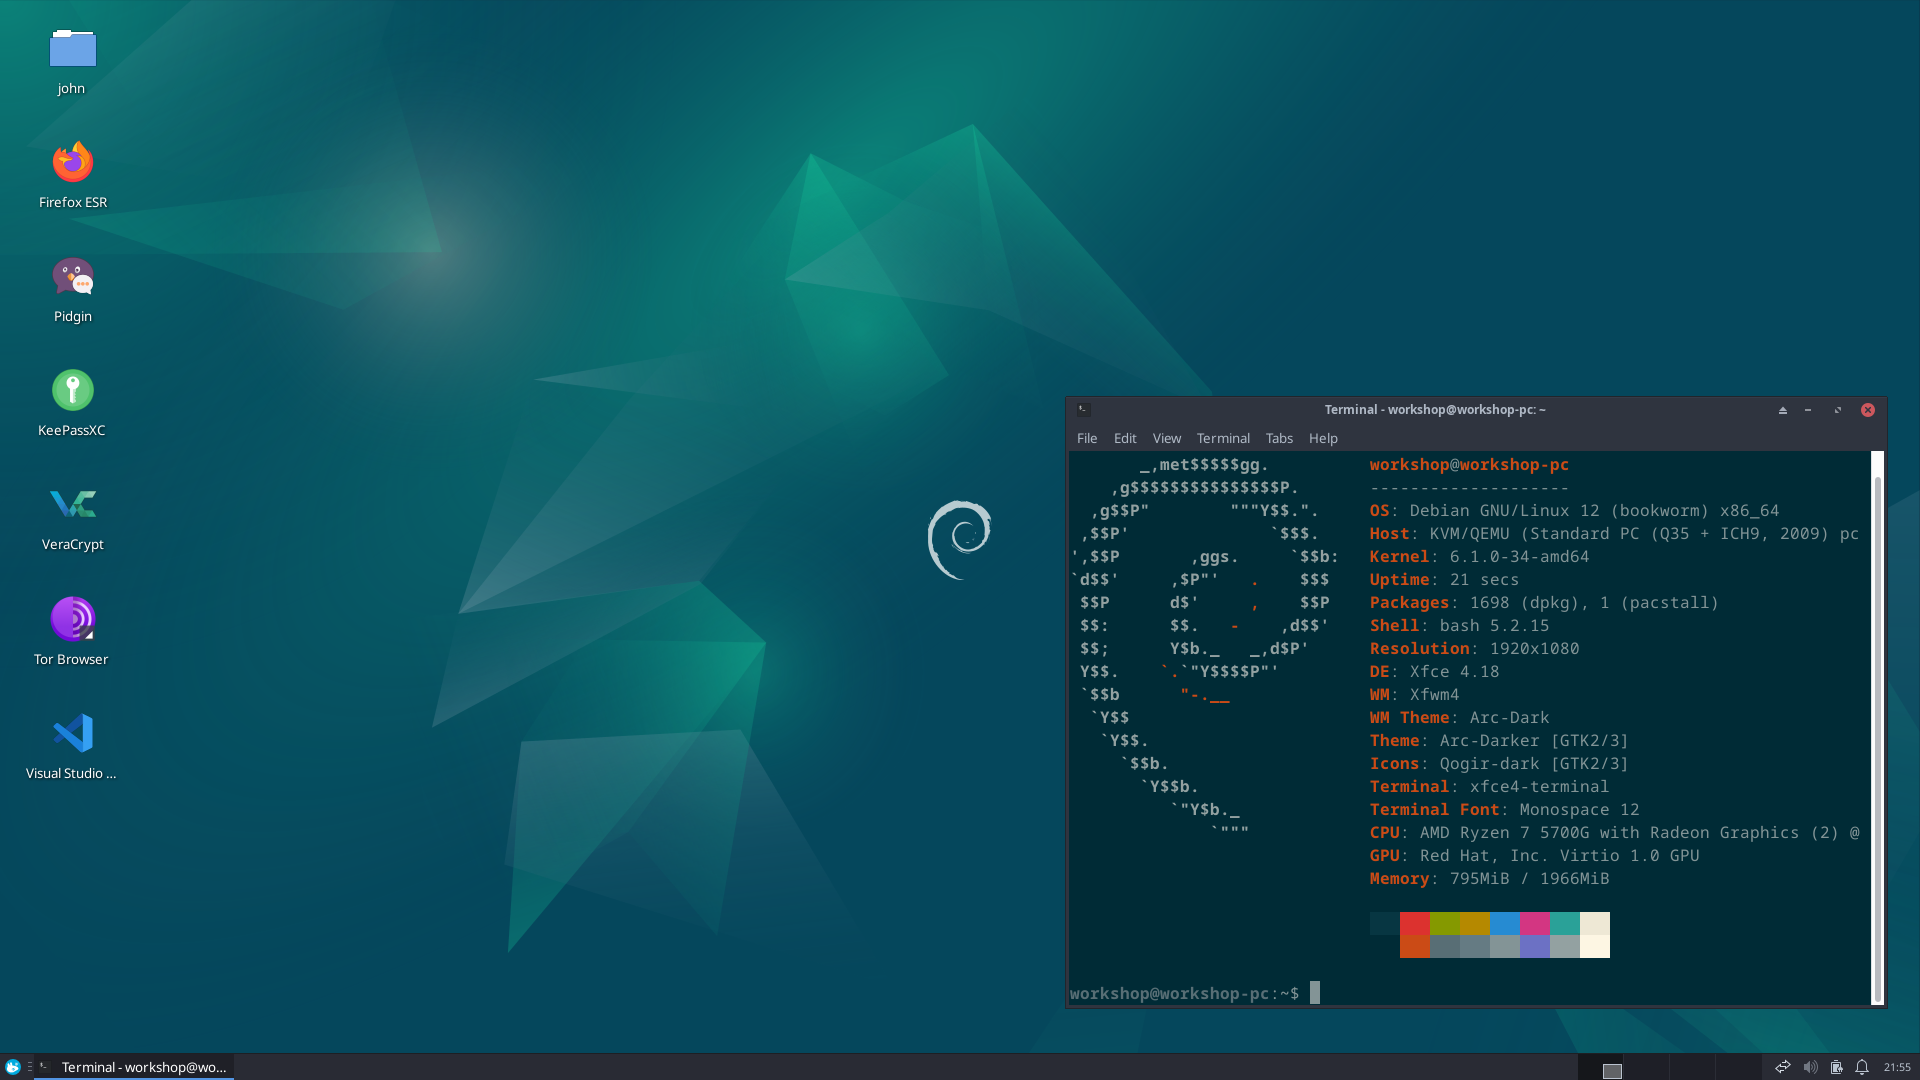 john
Firefox ESR
Pidgin
KeePassXC
VeraCrypt
Tor Browser
Visual Studio ...
Terminal - workshop@workshop-pc: ~
File Edit View Terminal Tabs Help
       _,met$$$$$gg.          workshop@workshop-pc
    ,g$$$$$$$$$$$$$$$P.       --------------------
  ,g$$P"        """Y$$.".     OS: Debian GNU/Linux 12 (bookworm) x86_64
 ,$$P'              `$$$.     Host: KVM/QEMU (Standard PC (Q35 + ICH9, 2009) pc
',$$P       ,ggs.     `$$b:   Kernel: 6.1.0-34-amd64
`d$$'     ,$P"'   .    $$$    Uptime: 21 secs
 $$P      d$'     ,    $$P    Packages: 1698 (dpkg), 1 (pacstall)
 $$:      $$.   -    ,d$$'    Shell: bash 5.2.15
 $$;      Y$b._   _,d$P'      Resolution: 1920x1080
 Y$$.    `.`"Y$$$$P"'         DE: Xfce 4.18
 `$$b      "-.__              WM: Xfwm4
  `Y$$                        WM Theme: Arc-Dark
   `Y$$.                      Theme: Arc-Darker [GTK2/3]
     `$$b.                    Icons: Qogir-dark [GTK2/3]
       `Y$$b.                 Terminal: xfce4-terminal
          `"Y$b._             Terminal Font: Monospace 12
              `"""            CPU: AMD Ryzen 7 5700G with Radeon Graphics (2) @
                              GPU: Red Hat, Inc. Virtio 1.0 GPU
                              Memory: 795MiB / 1966MiB
workshop@workshop-pc:~$
Terminal - workshop@wo...
21:55